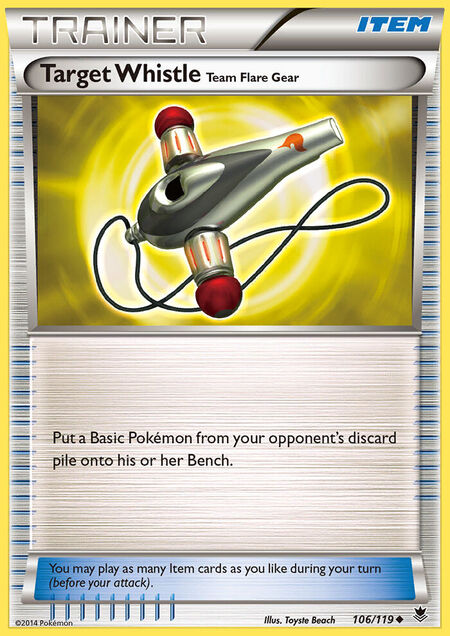 TRAINER ITEM
Target Whistle Team Flare Gear
Put a Basic Pokémon from your opponent's discard
pile onto his or her Bench.
You may play as many Item cards as you like during your turn
(before your attack).
©2014 Pokémon Illus. Toyste Beach 106/119